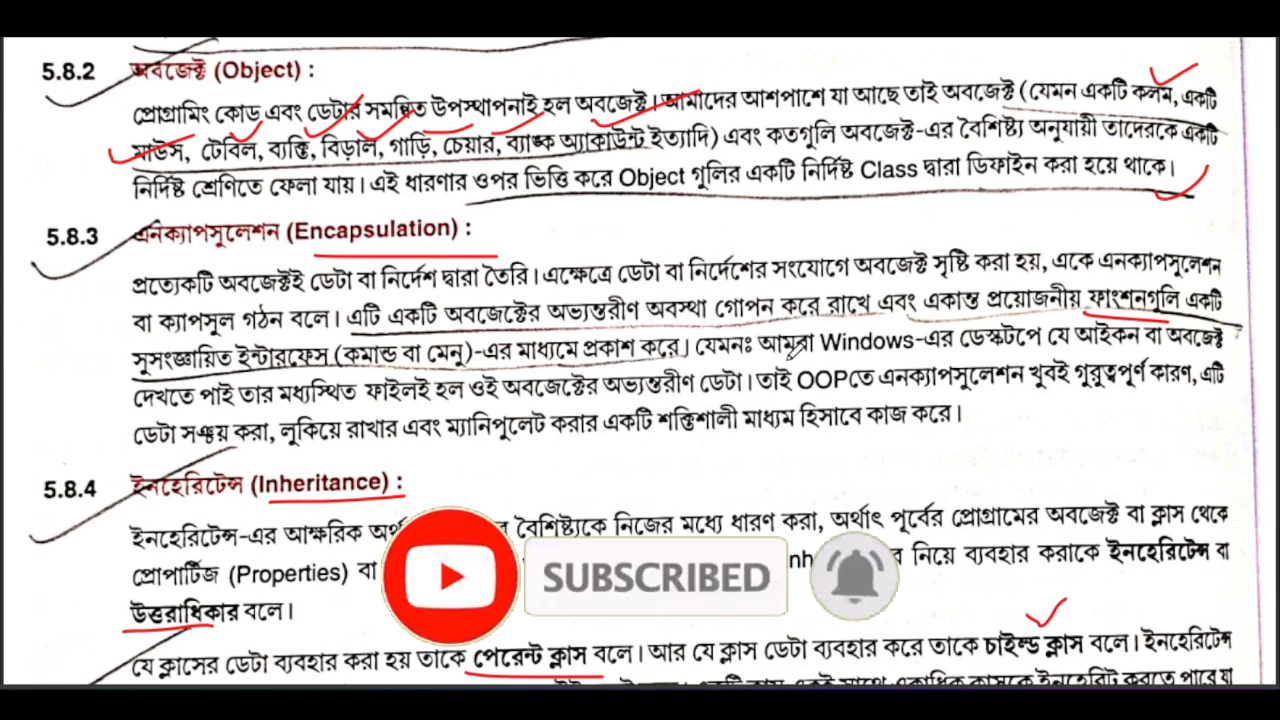 5.8.2 অবজেক্ট (Object) :
প্রোগ্রামিং কোড এবং ডেটার সমন্বিত উপস্থাপনাই হল অবজেক্ট। আমাদের আশপাশে যা আছে তাই অবজেক্ট (যেমন একটি কলম, একটি
মাউস, টেবিল, ব্যক্তি, বিড়াল, গাড়ি, চেয়ার, ব্যাঙ্ক অ্যাকাউন্ট ইত্যাদি) এবং কতগুলি অবজেক্ট-এর বৈশিষ্ট্য অনুযায়ী তাদেরকে একটি
নির্দিষ্ট শ্রেণিতে ফেলা যায়। এই ধারণার ওপর ভিত্তি করে Object গুলির একটি নির্দিষ্ট Class দ্বারা ডিফাইন করা হয়ে থাকে।
5.8.3 এনিক্যাপসুলেশন (Encapsulation) :
প্রত্যেকটি অবজেক্টই ডেটা বা নির্দেশ দ্বারা তৈরি। এক্ষেত্রে ডেটা বা নির্দেশের সংযোগে অবজেক্ট সৃষ্টি করা হয়, একে এনক্যাপসুলেশন
বা ক্যাপসুল গঠন বলে। এটি একটি অবজেক্টের অভ্যন্তরীণ অবস্থা গোপন করে রাখে এবং একান্ত প্রয়োজনীয় ফাংশনগুলি একটি
সুসংজ্ঞায়িত ইন্টারফেস (কমান্ড বা মেনু)-এর মাধ্যমে প্রকাশ করে। যেমনঃ আমরা Windows-এর ডেস্কটপে যে আইকন বা অবজেক্ট
দেখতে পাই তার মধ্যস্থিত ফাইলই হল ওই অবজেক্টের অভ্যন্তরীণ ডেটা। তাই OOPতে এনক্যাপসুলেশন খুবই গুরুত্বপূর্ণ কারণ, এটি
ডেটা সঞ্চয় করা, লুকিয়ে রাখার এবং ম্যানিপুলেট করার একটি শক্তিশালী মাধ্যম হিসাবে কাজ করে।
5.8.4 ইনহেরিটেন্স (Inheritance) :
ইনহেরিটেন্স-এর আক্ষরিক বৈশিষ্ট্যকে নিজের মধ্যে ধারণ করা, অর্থাৎ পূর্বের প্রোগ্রামের অবজেক্ট বা ক্লাস থেকে
প্রোপার্টিজ (Properties) বা নিয়ে ব্যবহার করাকে ইনহেরিটেন্স বা
উত্তরাধিকার বলে।
SUBSCRIBED
যে ক্লাসের ডেটা ব্যবহার করা হয় তাকে পেরেন্ট ক্লাস বলে। আর যে ক্লাস ডেটা ব্যবহার করে তাকে চাইল্ড ক্লাস বলে। ইনহেরিটেন্স